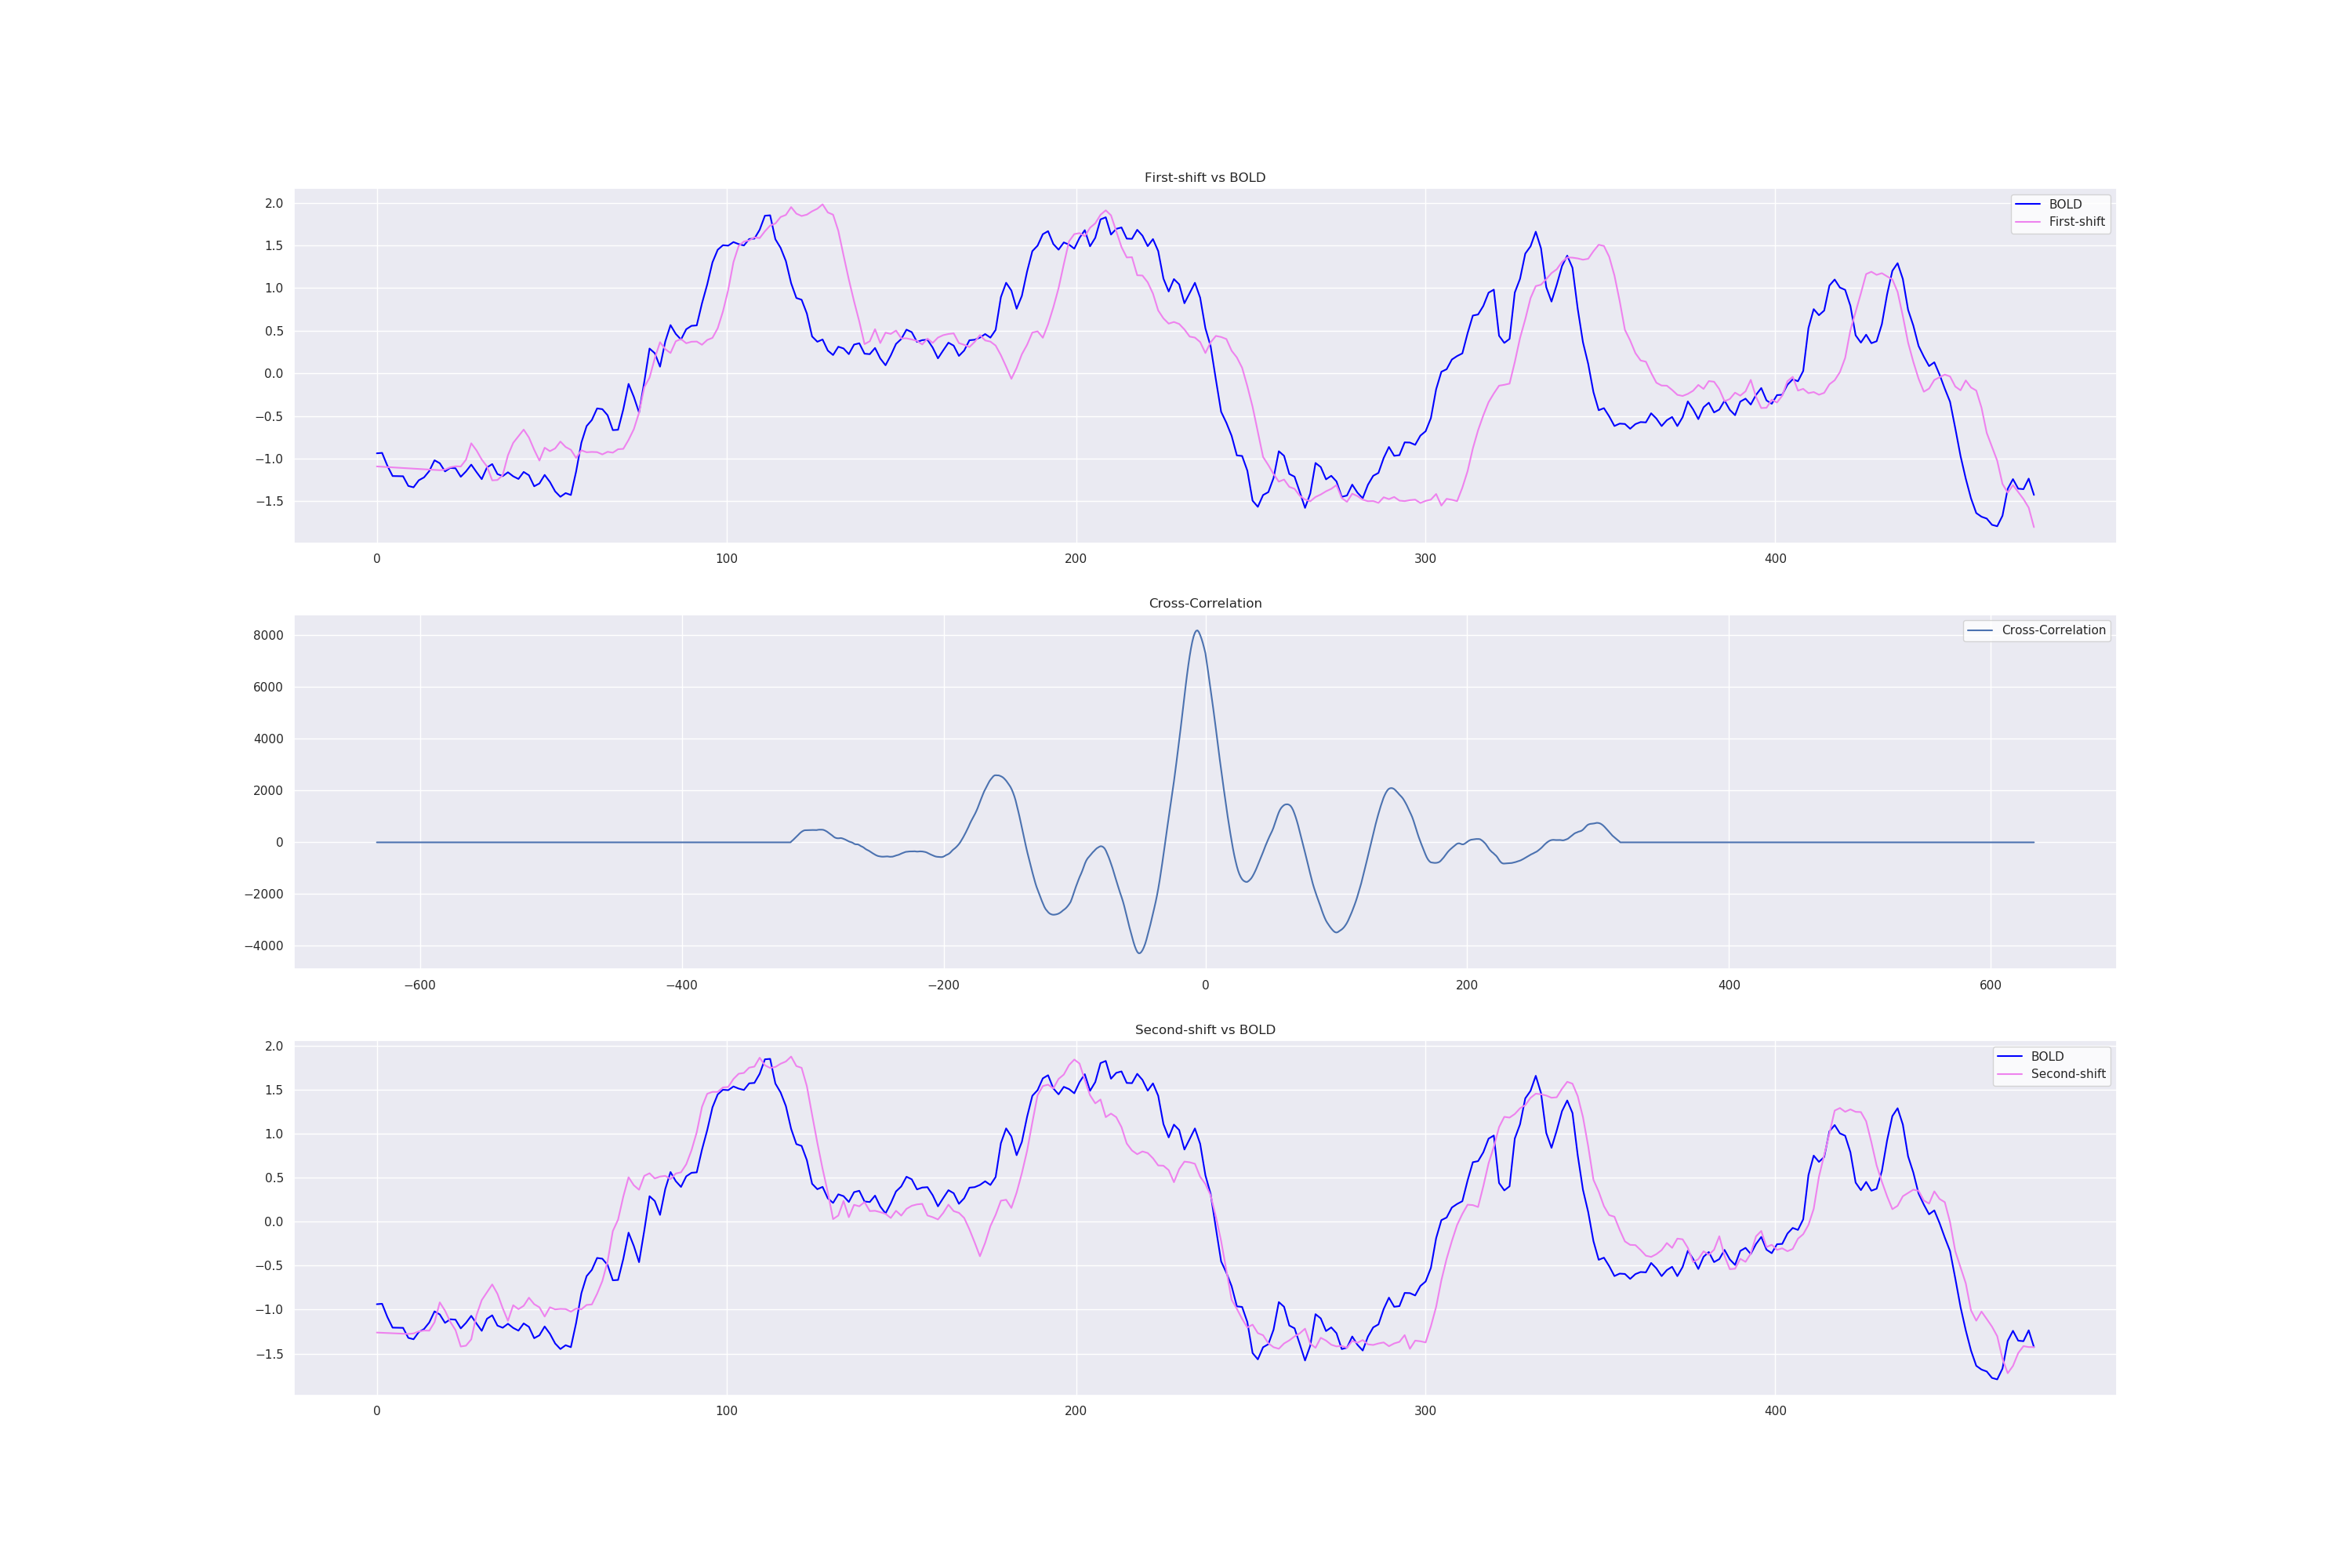 First-shift vs BOLD
2.0
1.5
1.0
0.5
0.0
−0.5
−1.0
−1.5
BOLD
First-shift
0 100 200 300 400
Cross-Correlation
8000
6000
4000
2000
0
−2000
−4000
Cross-Correlation
−600 −400 −200 0 200 400 600
Second-shift vs BOLD
2.0
1.5
1.0
0.5
0.0
−0.5
−1.0
−1.5
BOLD
Second-shift
0 100 200 300 400